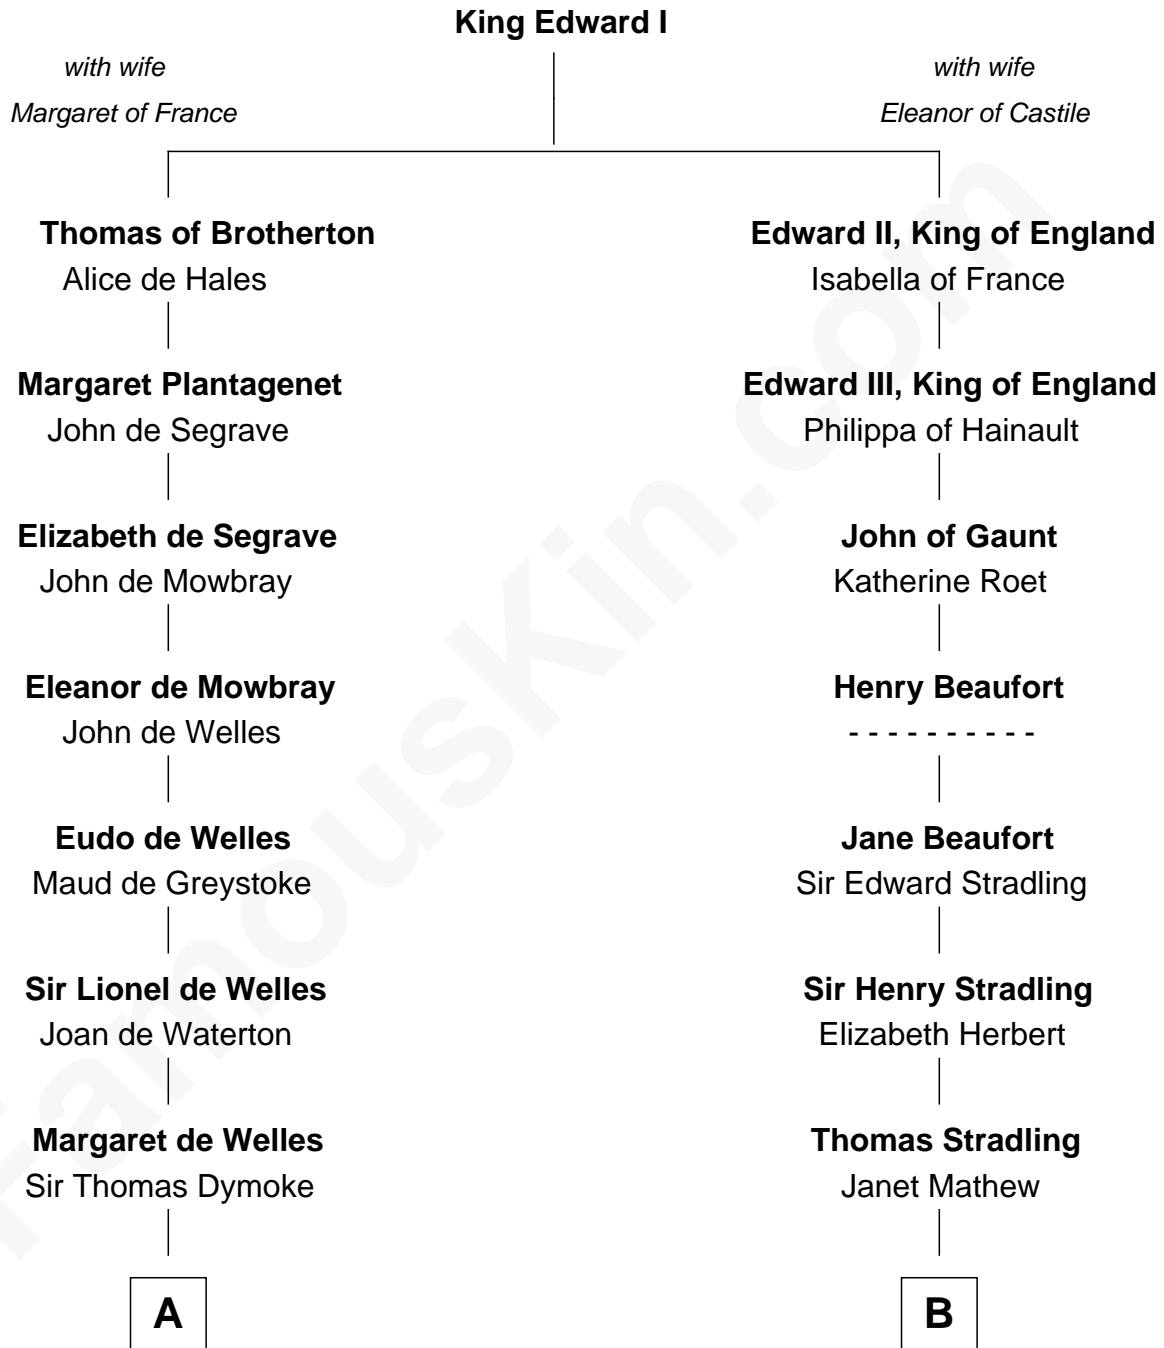 King Edward I
with wife
Margaret of France
with wife
Eleanor of Castile
Thomas of Brotherton
Alice de Hales
Edward II, King of England
Isabella of France
Margaret Plantagenet
John de Segrave
Edward III, King of England
Philippa of Hainault
Elizabeth de Segrave
John de Mowbray
John of Gaunt
Katherine Roet
Eleanor de Mowbray
John de Welles
Henry Beaufort
- - - - - - - - - -
Eudo de Welles
Maud de Greystoke
Jane Beaufort
Sir Edward Stradling
Sir Lionel de Welles
Joan de Waterton
Sir Henry Stradling
Elizabeth Herbert
Margaret de Welles
Sir Thomas Dymoke
Thomas Stradling
Janet Mathew
A
B
FamousKin.com